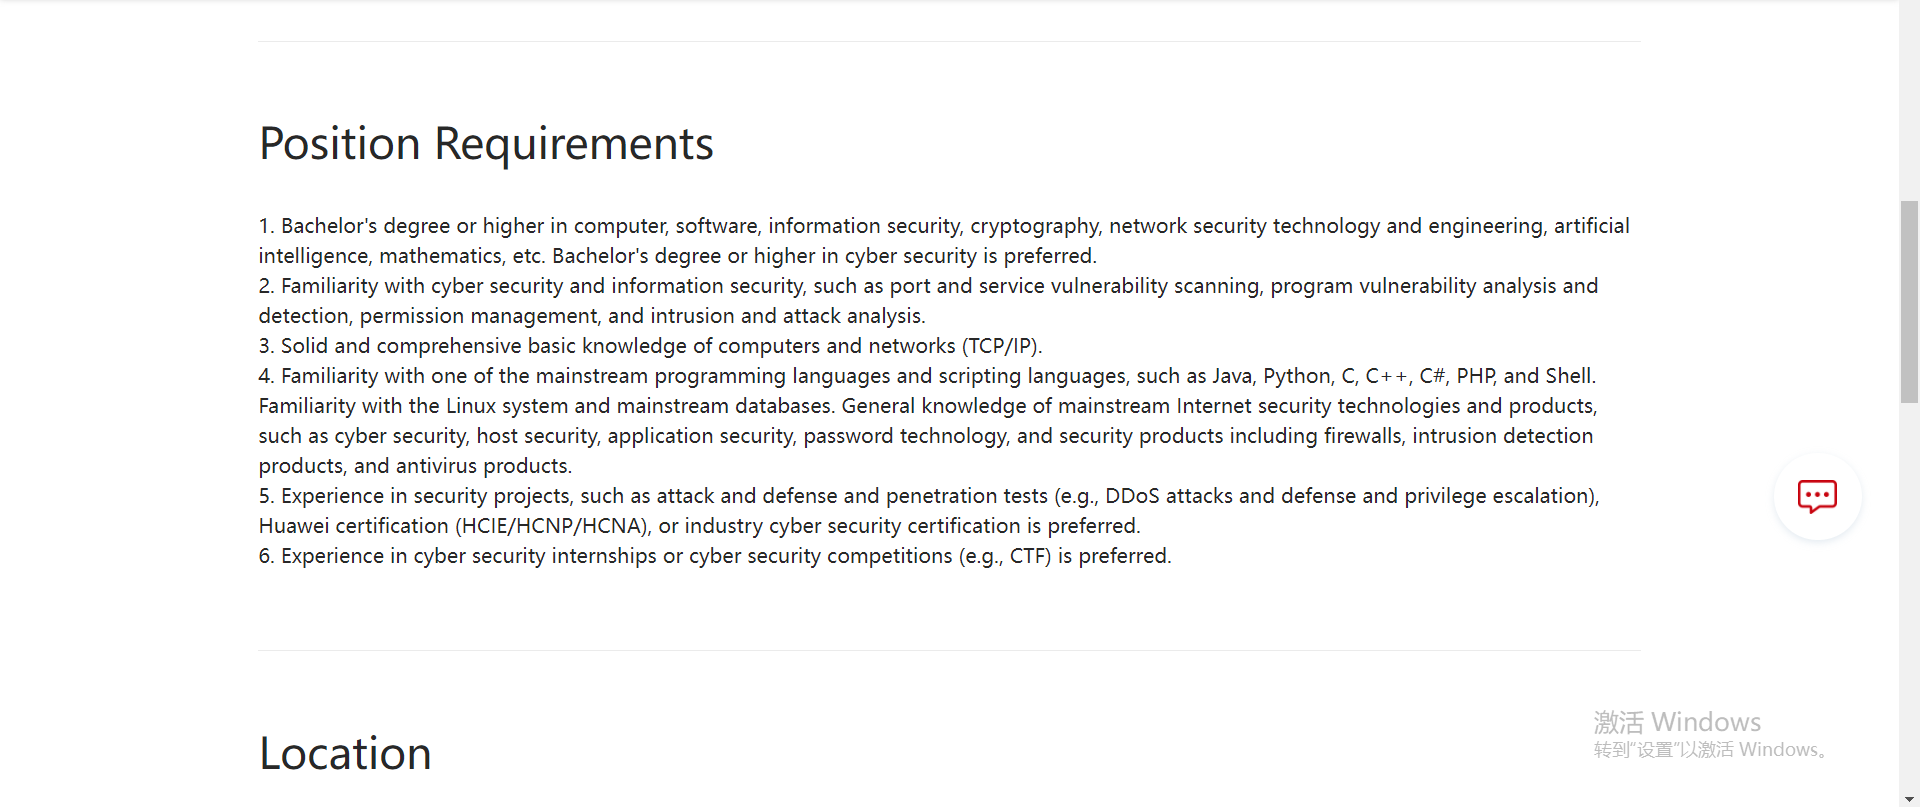 Position Requirements
1. Bachelor's degree or higher in computer, software, information security, cryptography, network security technology and engineering, artificial
intelligence, mathematics, etc. Bachelor's degree or higher in cyber security is preferred.
2. Familiarity with cyber security and information security, such as port and service vulnerability scanning, program vulnerability analysis and
detection, permission management, and intrusion and attack analysis.
3. Solid and comprehensive basic knowledge of computers and networks (TCP/IP).
4. Familiarity with one of the mainstream programming languages and scripting languages, such as Java, Python, C, C++, C#, PHP, and Shell.
Familiarity with the Linux system and mainstream databases. General knowledge of mainstream Internet security technologies and products,
such as cyber security, host security, application security, password technology, and security products including firewalls, intrusion detection
products, and antivirus products.
5. Experience in security projects, such as attack and defense and penetration tests (e.g., DDoS attacks and defense and privilege escalation),
Huawei certification (HCIE/HCNP/HCNA), or industry cyber security certification is preferred.
6. Experience in cyber security internships or cyber security competitions (e.g., CTF) is preferred.
Location
激活 Windows
转到“设置”以激活 Windows。